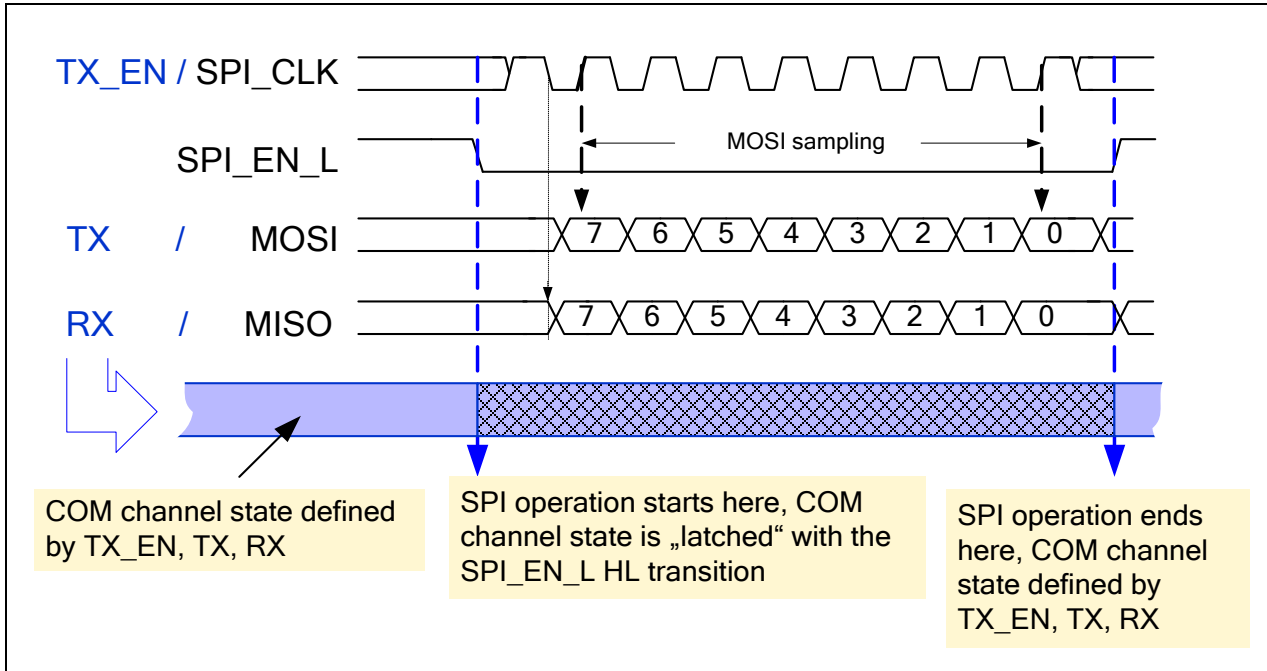 TX_EN / SPI_CLK
SPI_EN_L
MOSI sampling
TX / MOSI
7 6 5 4 3 2 1 0
RX / MISO
7 6 5 4 3 2 1 0
COM channel state defined
by TX_EN, TX, RX
SPI operation starts here, COM
channel state is „latched“ with the
SPI_EN_L HL transition
SPI operation ends
here, COM channel
state defined by
TX_EN, TX, RX